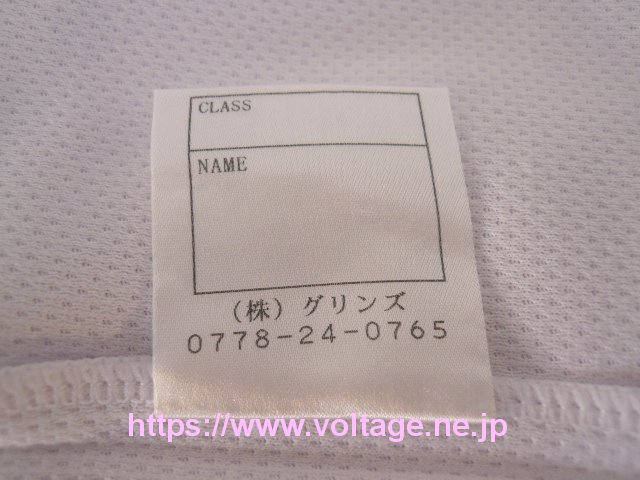 CLASS
NAME
(株)グリンズ
0778-24-0765
https://www.voltage.ne.jp